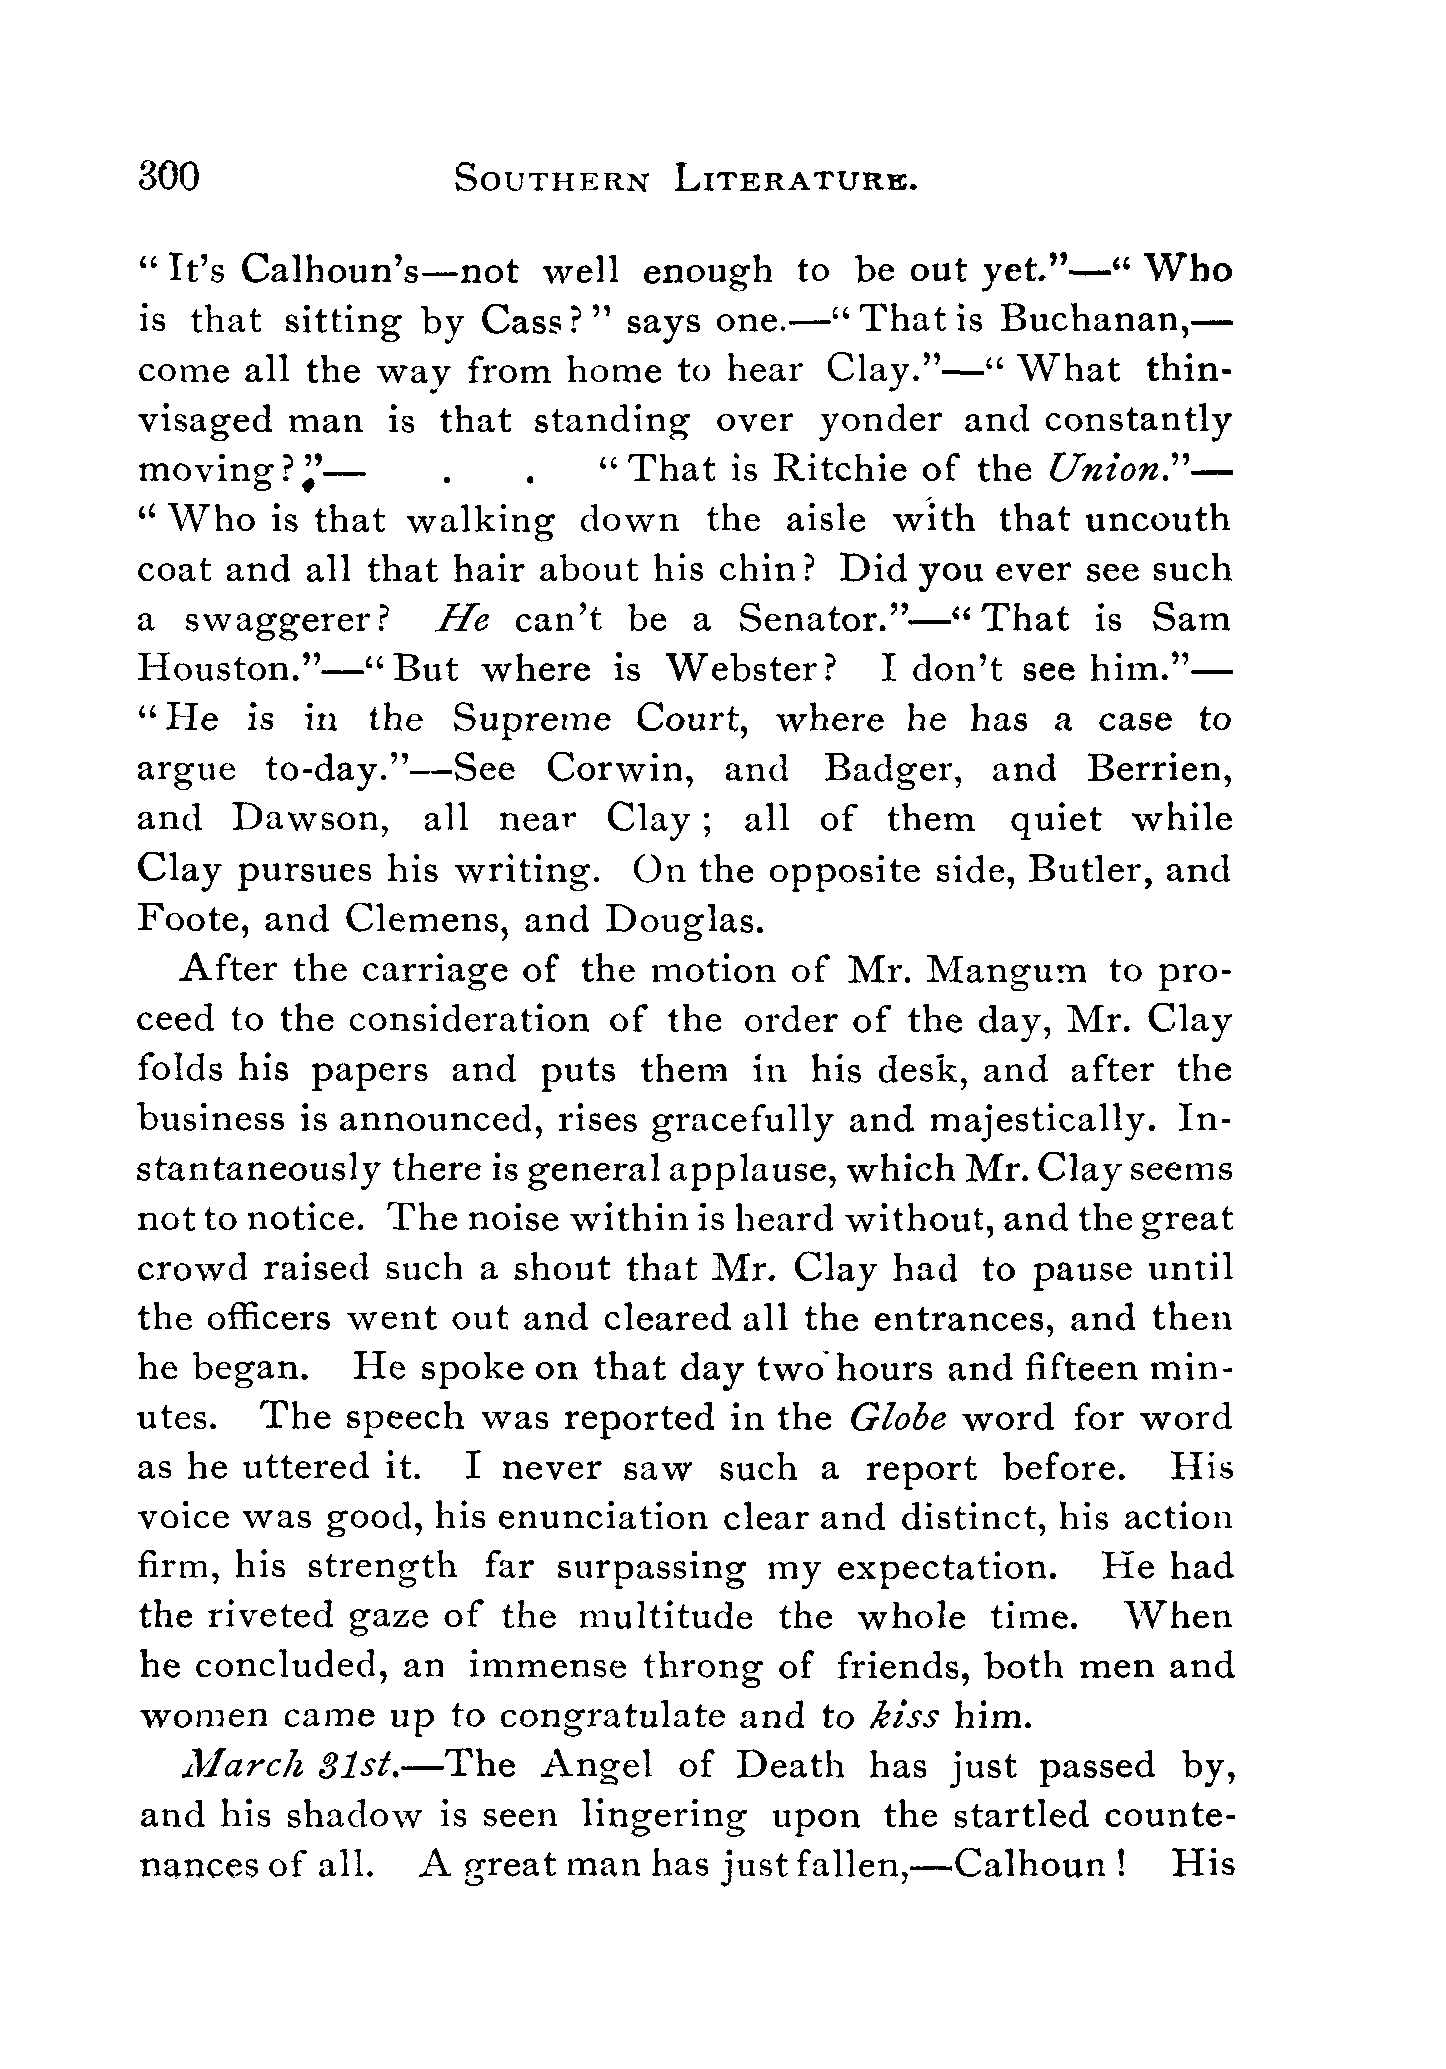 300 SOUTHERN LITERATURE.
“ It’s Calhoun’s—not well enough to be out yet.”—“ Who
is that sitting by Cass? ” says one.—“ That is Buchanan,—
come all the way from home to hear Clay.”—“ What thin-
visaged man is that standing over yonder and constantly
moving? ”— . . “ That is Ritchie of the Union.”—
“ Who is that walking down the aisle with that uncouth
coat and all that hair about his chin? Did you ever see such
a swaggerer? He can’t be a Senator.”—“ That is Sam
Houston.”—“ But where is Webster? I don’t see him.”—
“ He is in the Supreme Court, where he has a case to
argue to-day.”—See Corwin, and Badger, and Berrien,
and Dawson, all near Clay ; all of them quiet while
Clay pursues his writing. On the opposite side, Butler, and
Foote, and Clemens, and Douglas.
After the carriage of the motion of Mr. Mangum to pro-
ceed to the consideration of the order of the day, Mr. Clay
folds his papers and puts them in his desk, and after the
business is announced, rises gracefully and majestically. In-
stantaneously there is general applause, which Mr. Clay seems
not to notice. The noise within is heard without, and the great
crowd raised such a shout that Mr. Clay had to pause until
the officers went out and cleared all the entrances, and then
he began. He spoke on that day two hours and fifteen min-
utes. The speech was reported in the Globe word for word
as he uttered it. I never saw such a report before. His
voice was good, his enunciation clear and distinct, his action
firm, his strength far surpassing my expectation. He had
the riveted gaze of the multitude the whole time. When
he concluded, an immense throng of friends, both men and
women came up to congratulate and to kiss him.
March 31st.—The Angel of Death has just passed by,
and his shadow is seen lingering upon the startled counte-
nances of all. A great man has just fallen,—Calhoun ! His